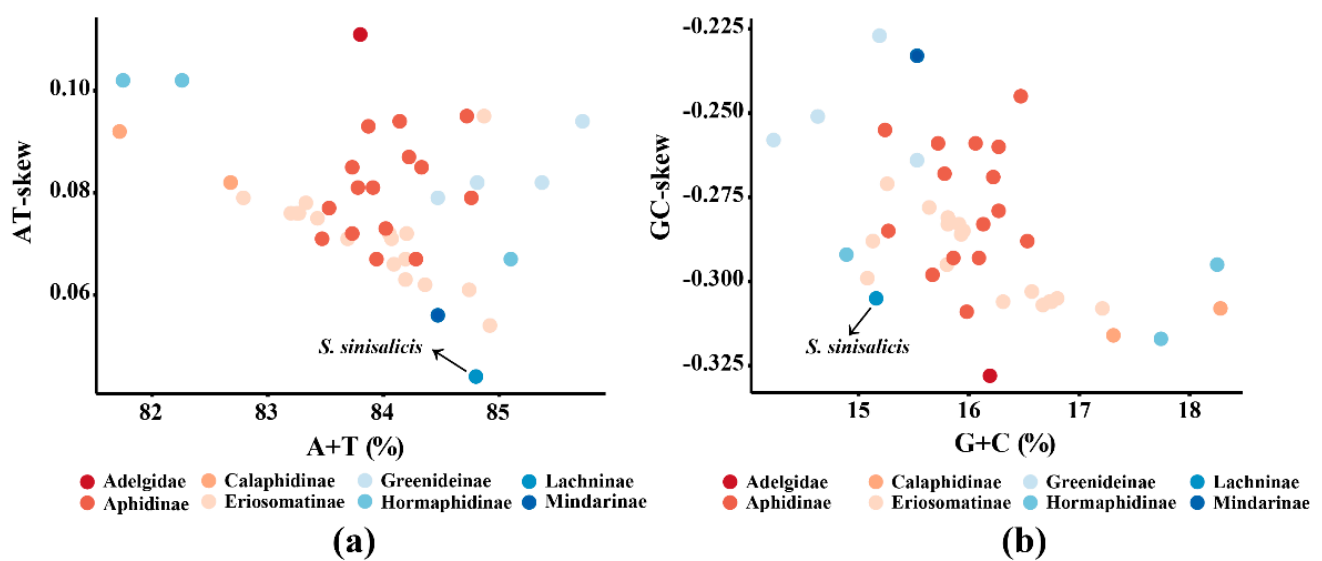 AT-skew
0.10
0.08
0.06
S. sinisalicis
82
83
84
85
A+T (%)
Adelgidae
Calaphidinae
Greenideinae
Lachninae
Aphidinae
Eriosomatinae
Hormaphidinae
Mindarinae
(a)
GC-skew
-0.225
-0.250
-0.275
-0.300
-0.325
S. sinisalicis
15
16
17
18
G+C (%)
Adelgidae
Calaphidinae
Greenideinae
Lachninae
Aphidinae
Eriosomatinae
Hormaphidinae
Mindarinae
(b)